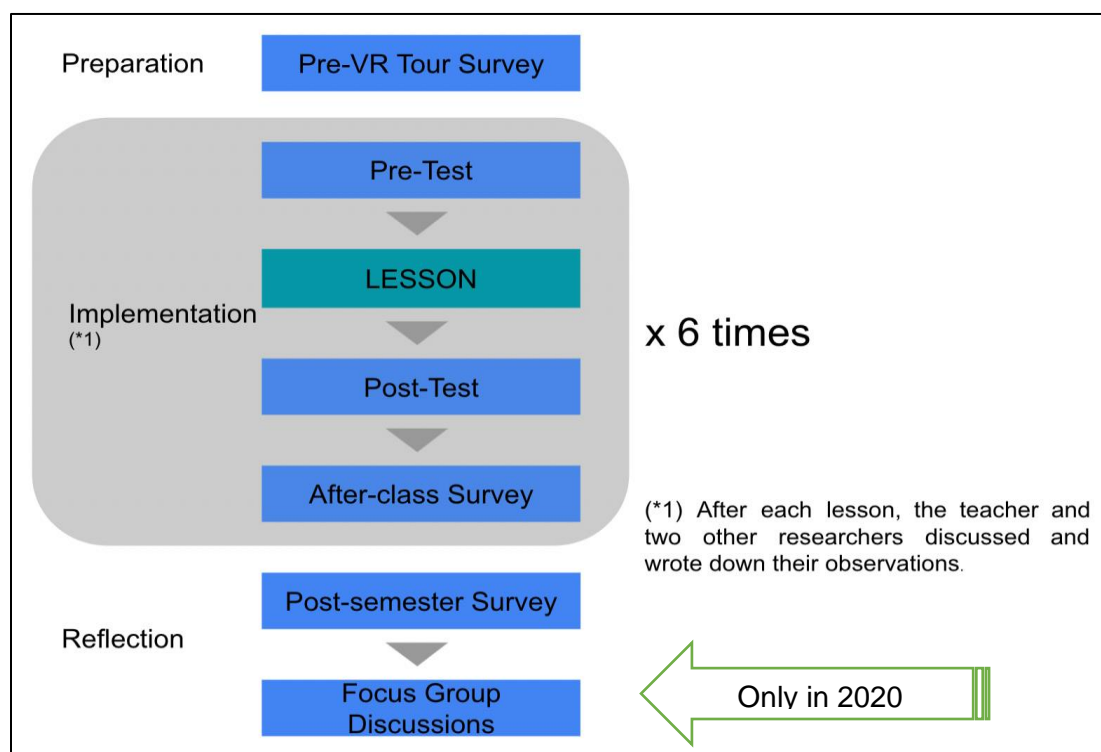 Preparation
Pre-VR Tour Survey
Pre-Test
LESSON
Implementation
(*1)
x 6 times
Post-Test
After-class Survey
(*1) After each lesson, the teacher and
two other researchers discussed and
wrote down their observations.
Post-semester Survey
Reflection
Focus Group
Discussions
Only in 2020